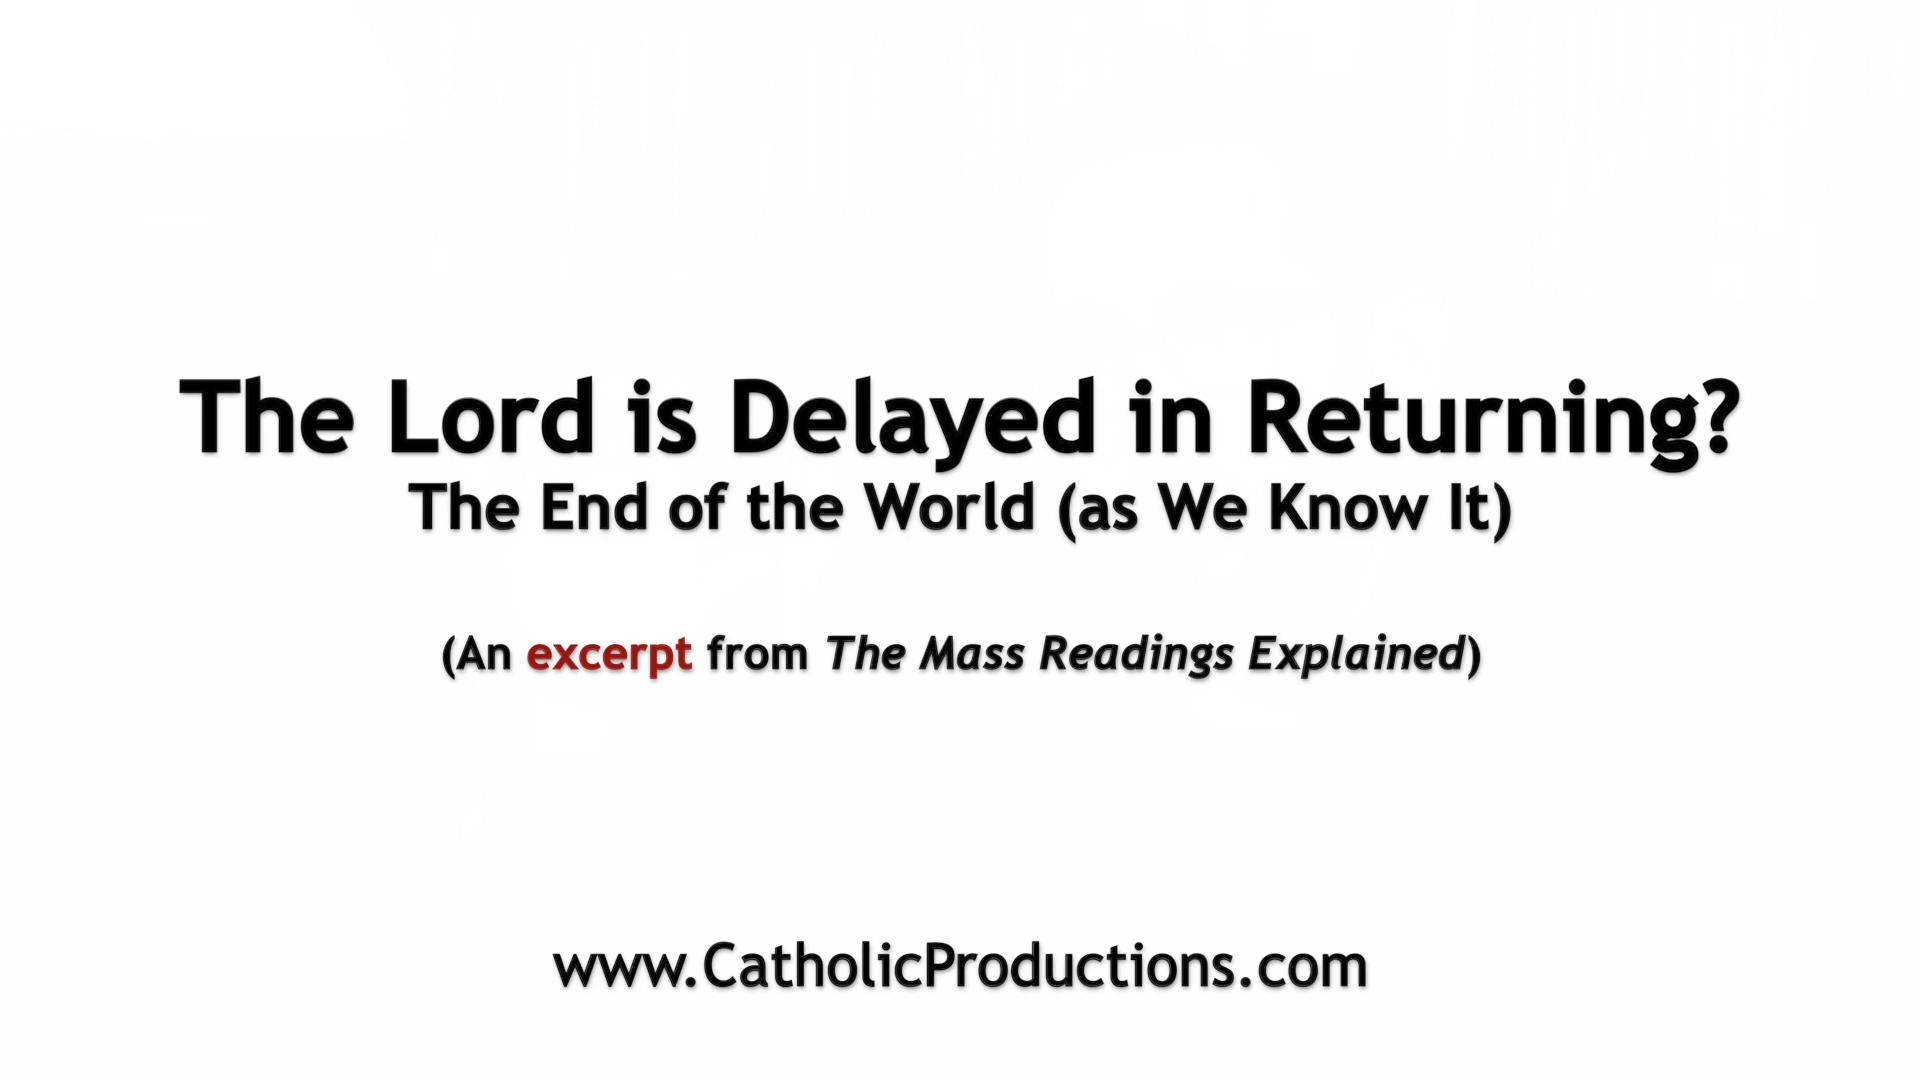 The Lord is Delayed in Returning?
The End of the World (as We Know It)
(An excerpt from The Mass Readings Explained)
www.CatholicProductions.com